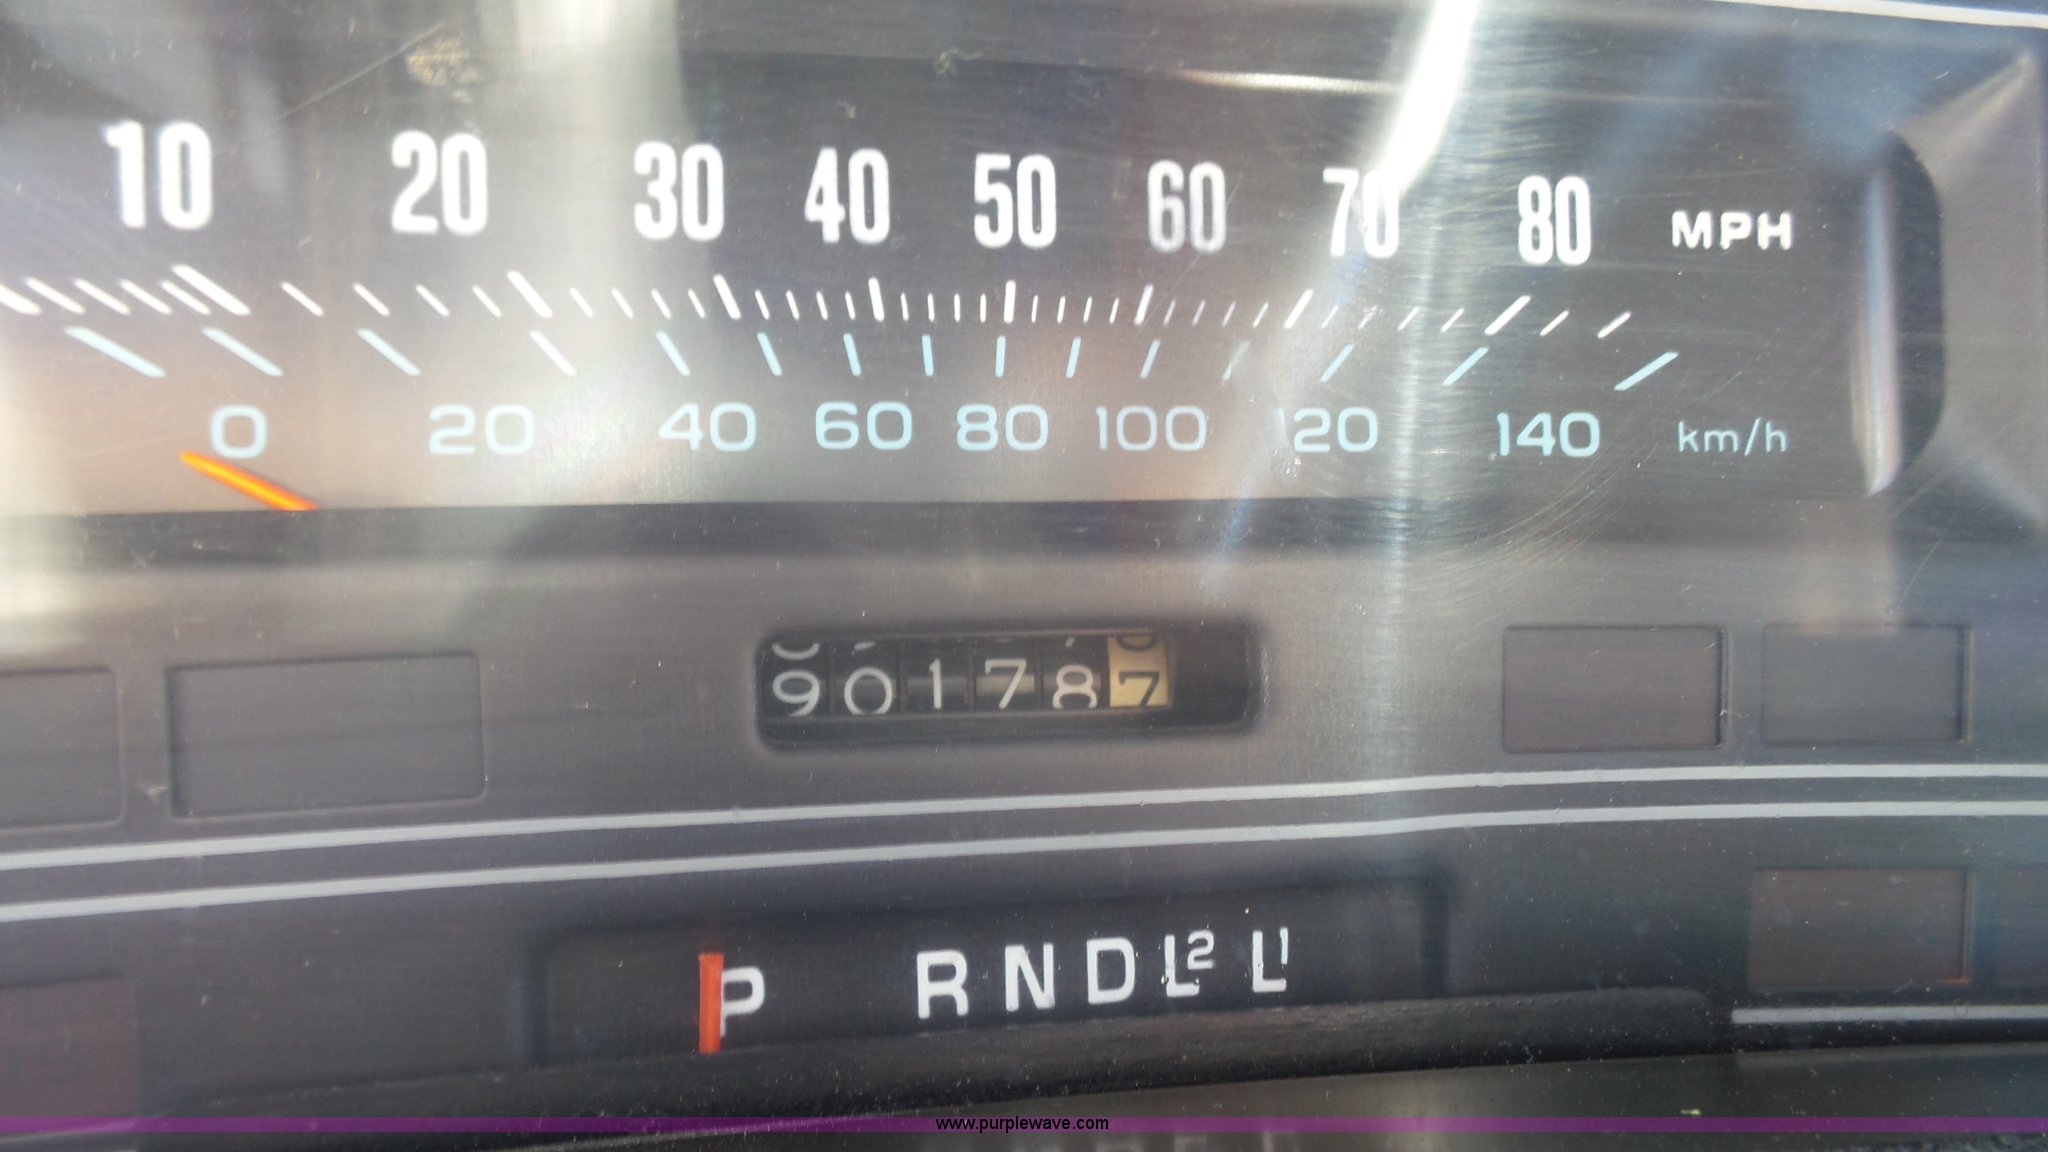 10 20 30 40 50 60 70 80 MPH
0 20 40 60 80 100 120 140 km/h
901787
P R N D L2 L1
www.purplewave.com